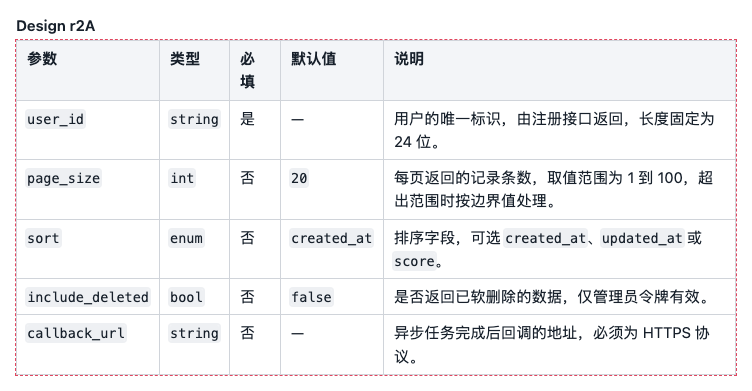 Design r2A
参数 类型 必填 默认值 说明
user_id string 是 — 用户的唯一标识，由注册接口返回，长度固定为
24 位。
page_size int 否 20 每页返回的记录条数，取值范围为 1 到 100，超
出范围时按边界值处理。
sort enum 否 created_at 排序字段，可选 created_at、updated_at 或
score。
include_deleted bool 否 false 是否返回已软删除的数据，仅管理员令牌有效。
callback_url string 否 — 异步任务完成后回调的地址，必须为 HTTPS 协
议。